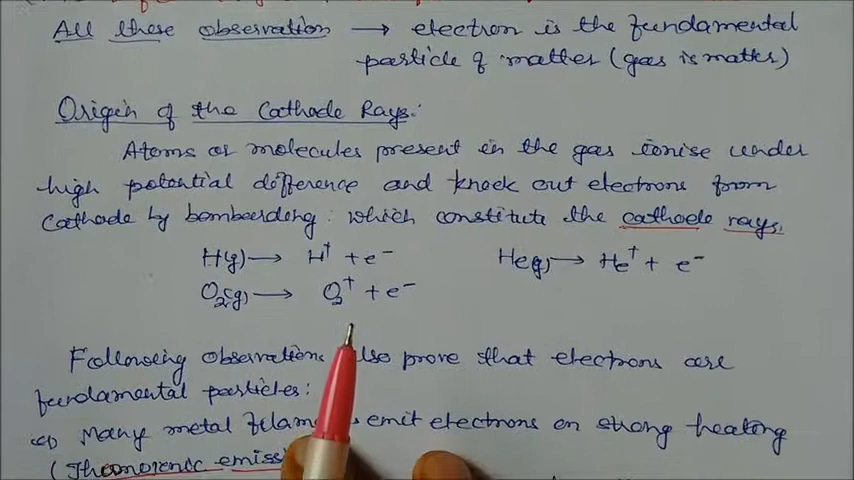 All these observation → electron is the fundamental
particle of matter (gas is matter)
Origin of the Cathode Rays:
Atoms or molecules present in the gas ionise under
high potential difference and knock out electrons from
Cathode by bombarding. which constitute the cathode rays.
H(g) → H⁺ + e⁻ He(g) → He⁺ + e⁻
O₂(g) → O₂⁺ + e⁻
Following observations also prove that electrons are
fundamental particles:
Many metal emit electrons on strong heating
(Thermoionic